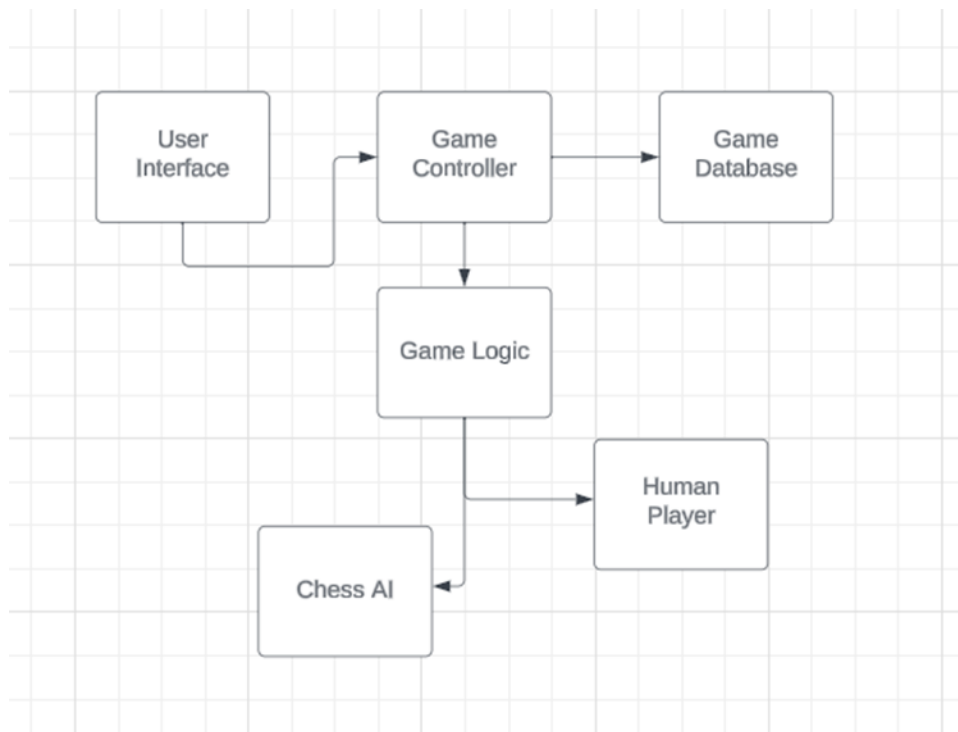 User
Interface
Game
Controller
Game
Database
Game Logic
Human
Player
Chess AI